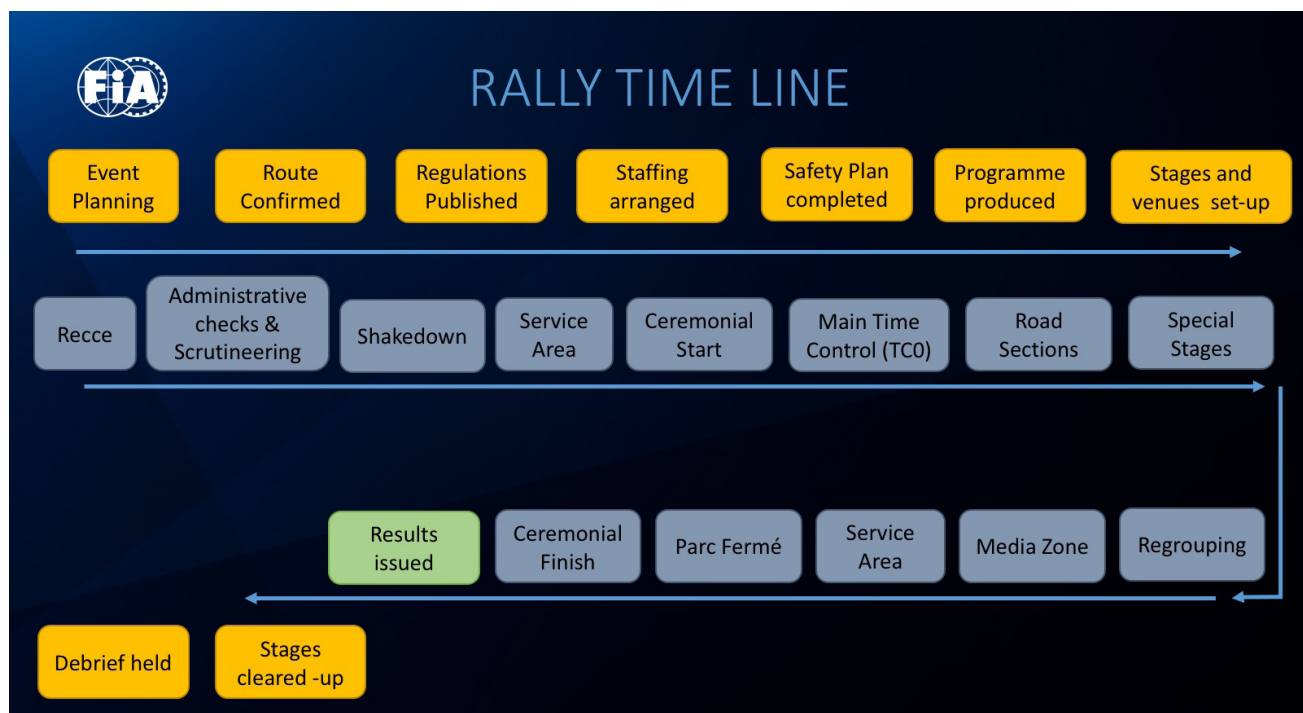 FiA
RALLY TIME LINE
Event
Planning
Route
Confirmed
Regulations
Published
Staffing
arranged
Safety Plan
completed
Programme
produced
Stages and
venues set-up
Recce
Administrative
checks &
Scrutineering
Shakedown
Service
Area
Ceremonial
Start
Main Time
Control (TC0)
Road
Sections
Special
Stages
Results
issued
Ceremonial
Finish
Parc Fermé
Service
Area
Media Zone
Regrouping
Debrief held
Stages
cleared -up